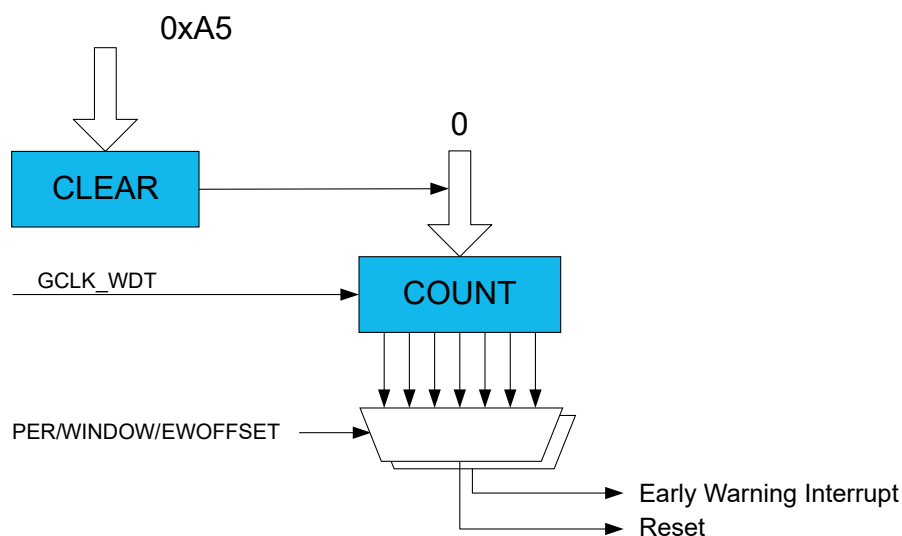 0xA5
0
CLEAR
GCLK_WDT
COUNT
PER/WINDOW/EWOFFSET
Early Warning Interrupt
Reset